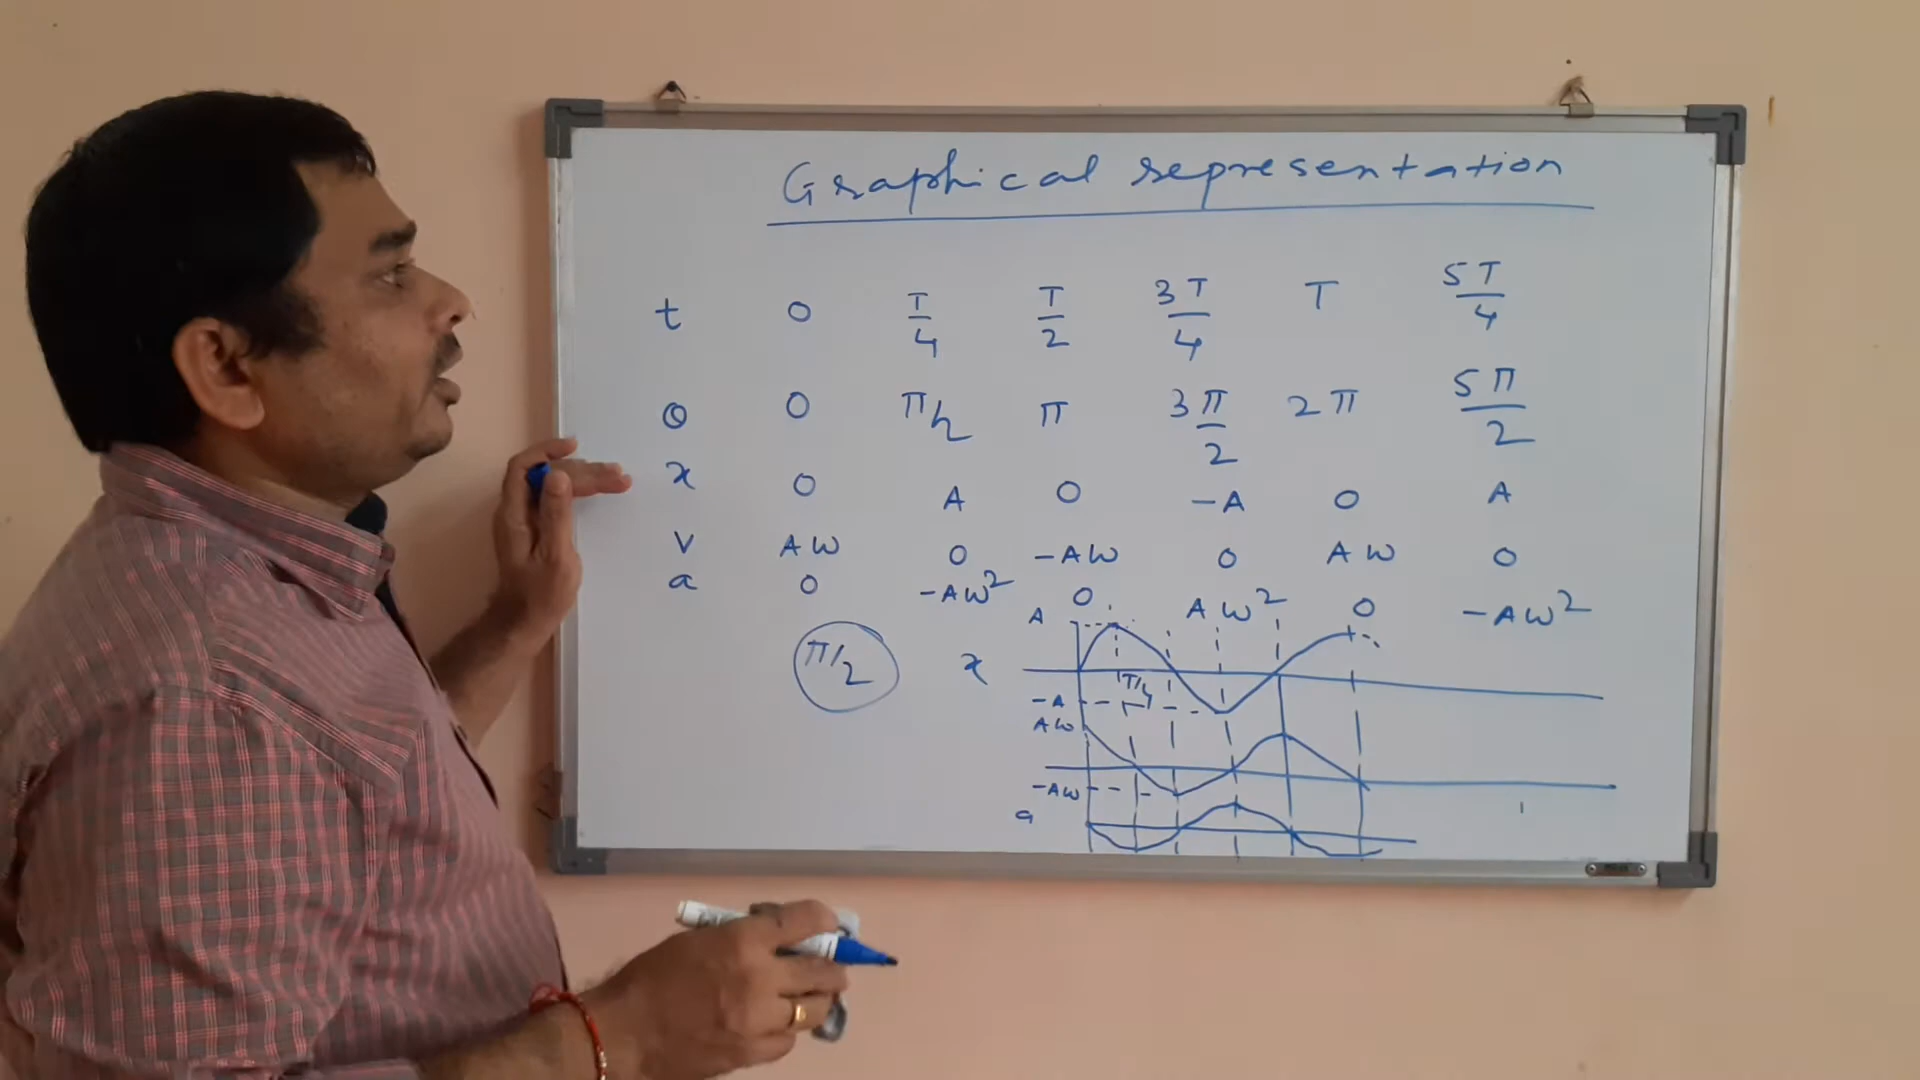 Graphical representation
t 0 T/4 T/2 3T/4 T 5T/4
θ 0 π/2 π 3π/2 2π 5π/2
x 0 A 0 -A 0 A
v Aω 0 -Aω 0 Aω 0
a 0 -Aω² 0 Aω² 0 -Aω²
π/2
A
x
T/4
-A
Aω
-Aω
a